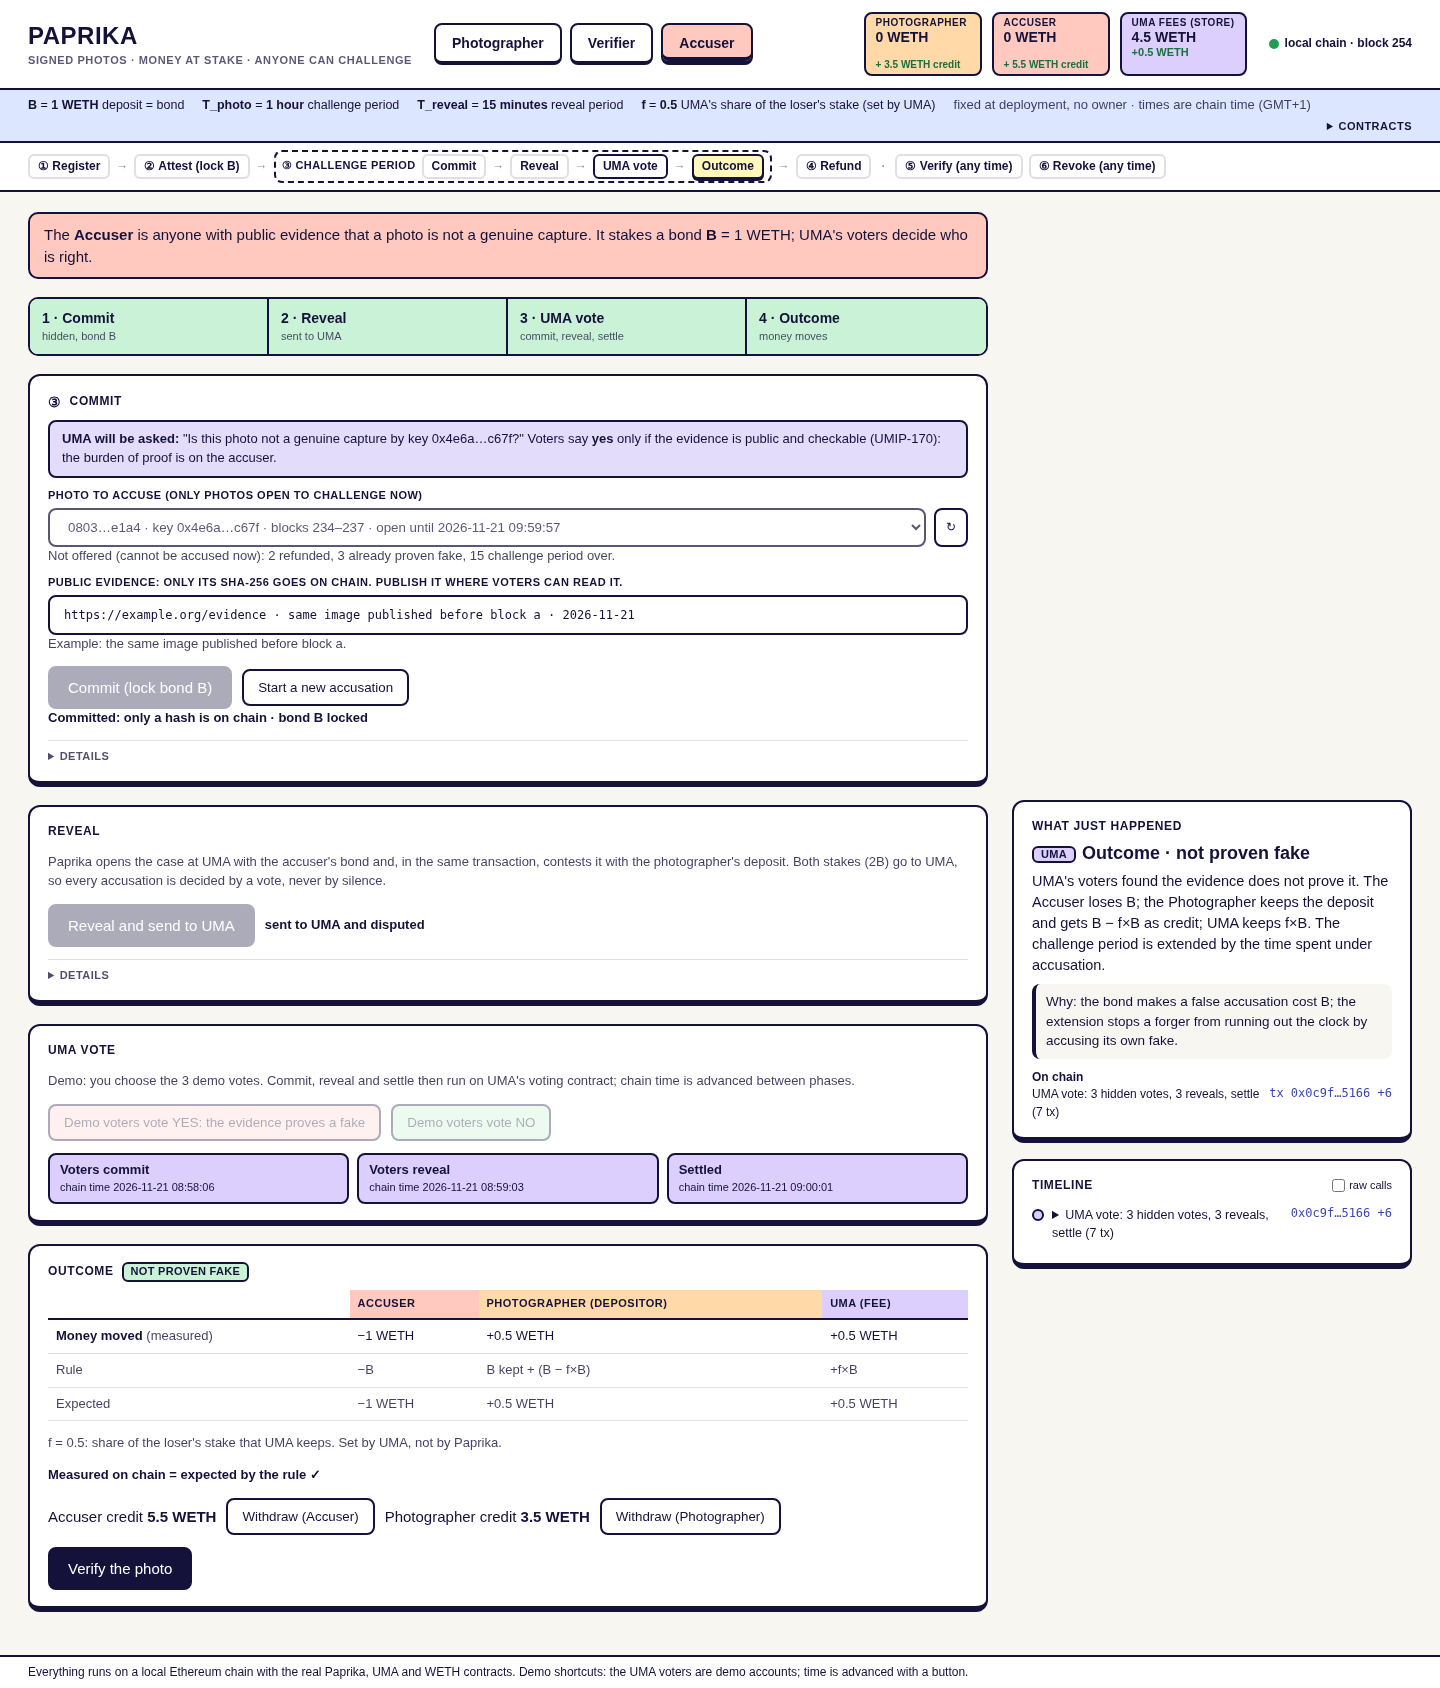 PAPRIKA
SIGNED PHOTOS · MONEY AT STAKE · ANYONE CAN CHALLENGE
Photographer
Verifier
Accuser
PHOTOGRAPHER
0 WETH
+ 3.5 WETH credit
ACCUSER
0 WETH
+ 5.5 WETH credit
UMA FEES (STORE)
4.5 WETH
+0.5 WETH
local chain · block 254
B = 1 WETH deposit = bond T_photo = 1 hour challenge period T_reveal = 15 minutes reveal period f = 0.5 UMA's share of the loser's stake (set by UMA) fixed at deployment, no owner · times are chain time (GMT+1)
▶ CONTRACTS
① Register → ② Attest (lock B) → ③ CHALLENGE PERIOD Commit → Reveal → UMA vote → Outcome → ④ Refund · ⑤ Verify (any time) ⑥ Revoke (any time)
The Accuser is anyone with public evidence that a photo is not a genuine capture. It stakes a bond B = 1 WETH; UMA's voters decide who
is right.
1 · Commit
hidden, bond B
2 · Reveal
sent to UMA
3 · UMA vote
commit, reveal, settle
4 · Outcome
money moves
③ COMMIT
UMA will be asked: "Is this photo not a genuine capture by key 0x4e6a…c67f?" Voters say yes only if the evidence is public and checkable (UMIP-170):
the burden of proof is on the accuser.
PHOTO TO ACCUSE (ONLY PHOTOS OPEN TO CHALLENGE NOW)
0803…e1a4 · key 0x4e6a…c67f · blocks 234–237 · open until 2026-11-21 09:59:57
↻
Not offered (cannot be accused now): 2 refunded, 3 already proven fake, 15 challenge period over.
PUBLIC EVIDENCE: ONLY ITS SHA-256 GOES ON CHAIN. PUBLISH IT WHERE VOTERS CAN READ IT.
https://example.org/evidence · same image published before block a · 2026-11-21
Example: the same image published before block a.
Commit (lock bond B)
Start a new accusation
Committed: only a hash is on chain · bond B locked
▶ DETAILS
REVEAL
Paprika opens the case at UMA with the accuser's bond and, in the same transaction, contests it with the photographer's deposit. Both stakes (2B) go to UMA,
so every accusation is decided by a vote, never by silence.
Reveal and send to UMA
sent to UMA and disputed
▶ DETAILS
UMA VOTE
Demo: you choose the 3 demo votes. Commit, reveal and settle then run on UMA's voting contract; chain time is advanced between phases.
Demo voters vote YES: the evidence proves a fake
Demo voters vote NO
Voters commit
chain time 2026-11-21 08:58:06
Voters reveal
chain time 2026-11-21 08:59:03
Settled
chain time 2026-11-21 09:00:01
OUTCOME NOT PROVEN FAKE
ACCUSER PHOTOGRAPHER (DEPOSITOR) UMA (FEE)
Money moved (measured) −1 WETH +0.5 WETH +0.5 WETH
Rule −B B kept + (B − f×B) +f×B
Expected −1 WETH +0.5 WETH +0.5 WETH
f = 0.5: share of the loser's stake that UMA keeps. Set by UMA, not by Paprika.
Measured on chain = expected by the rule ✓
Accuser credit 5.5 WETH Withdraw (Accuser) Photographer credit 3.5 WETH Withdraw (Photographer)
Verify the photo
WHAT JUST HAPPENED
UMA Outcome · not proven fake
UMA's voters found the evidence does not prove it. The
Accuser loses B; the Photographer keeps the deposit
and gets B − f×B as credit; UMA keeps f×B. The
challenge period is extended by the time spent under
accusation.
Why: the bond makes a false accusation cost B; the
extension stops a forger from running out the clock by
accusing its own fake.
On chain
UMA vote: 3 hidden votes, 3 reveals, settle tx 0x0c9f…5166 +6
(7 tx)
TIMELINE
raw calls
▶ UMA vote: 3 hidden votes, 3 reveals, 0x0c9f…5166 +6
settle (7 tx)
Everything runs on a local Ethereum chain with the real Paprika, UMA and WETH contracts. Demo shortcuts: the UMA voters are demo accounts; time is advanced with a button.